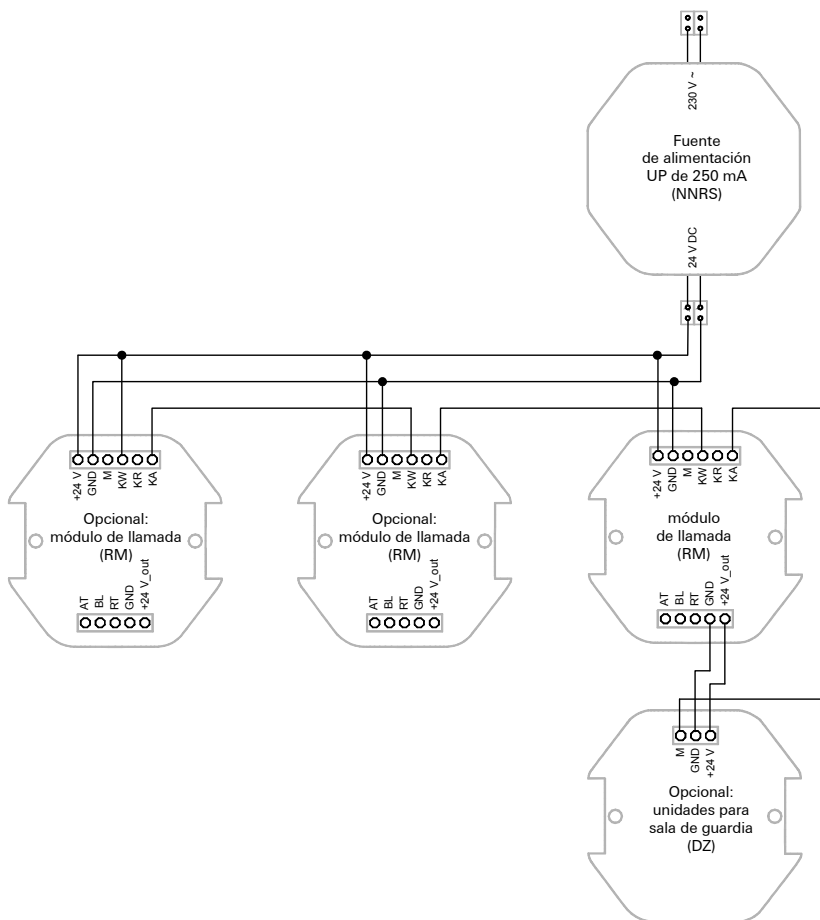 230 V ~
Fuente
de alimentación
UP de 250 mA
(NNRS)
24 V DC
+24 V
GND
M
KW
KR
KA
Opcional:
módulo de llamada
(RM)
AT
BL
RT
GND
+24 V_out
+24 V
GND
M
KW
KR
KA
Opcional:
módulo de llamada
(RM)
AT
BL
RT
GND
+24 V_out
+24 V
GND
M
KW
KR
KA
módulo
de llamada
(RM)
AT
BL
RT
GND
+24 V_out
M
GND
+24 V
Opcional:
unidades para
sala de guardia
(DZ)